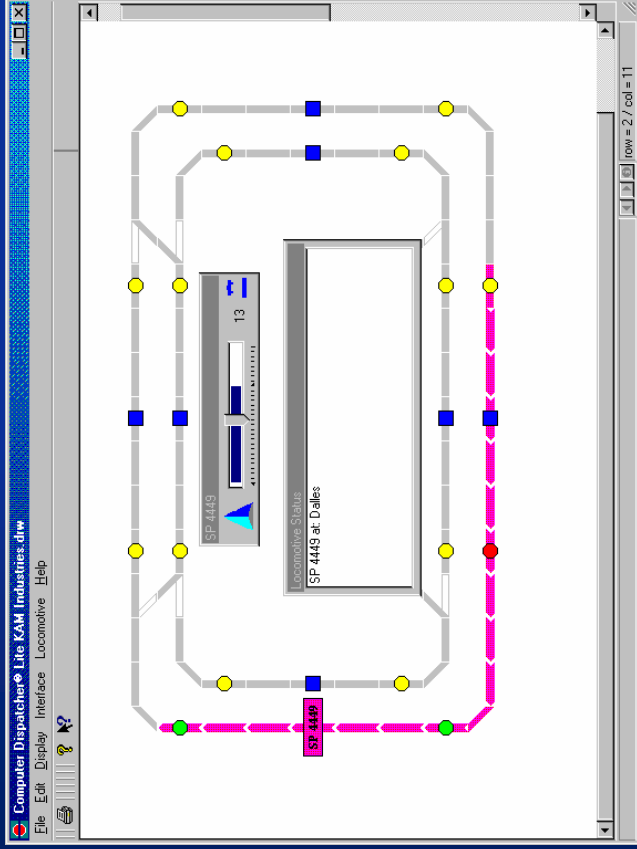 Computer Dispatcher® Lite KAM Industries.drw
File Edit Display Interface Locomotive Help
SP 4449
SP 4449
13
Locomotive Status
SP 4449 at: Dalles
row = 2 / col = 11